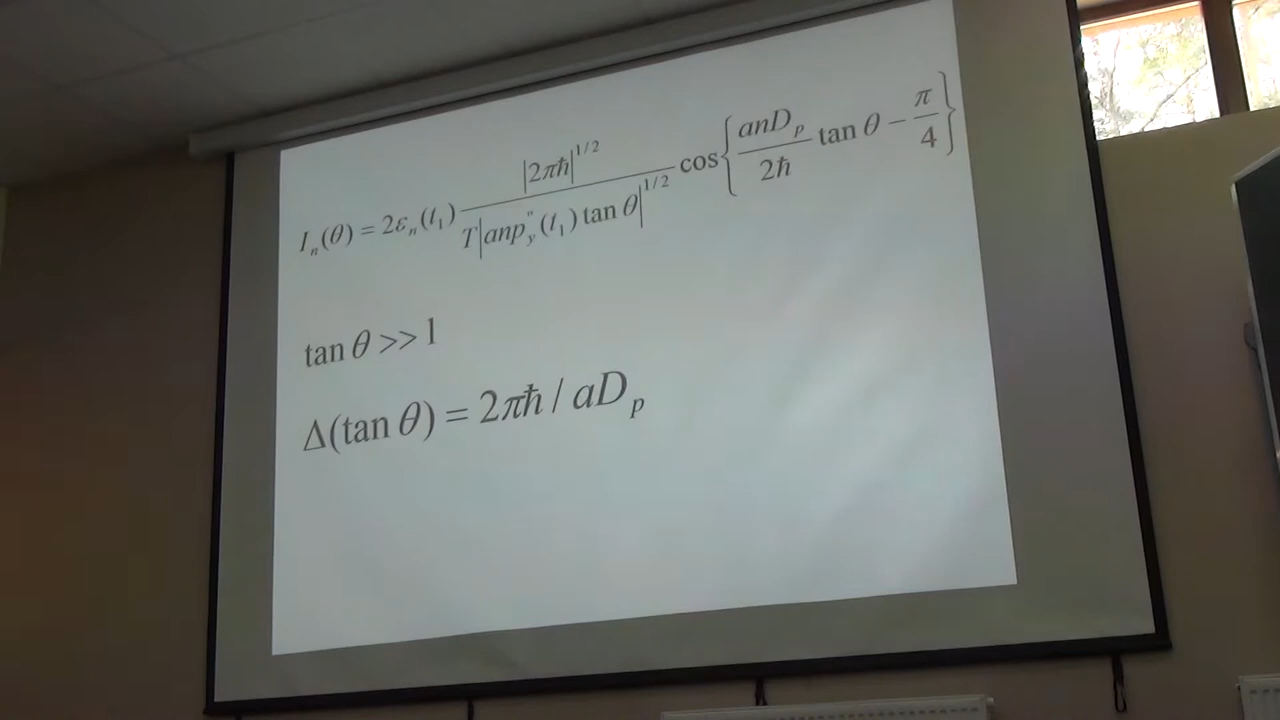 I_n(θ) = 2ε_n(t_1) |2πħ|^{1/2} / T|anp_y^{"}(t_1) tan θ|^{1/2} cos{anD_p / 2ħ tan θ − π/4}
tan θ >> 1
Δ(tan θ) = 2πħ / aD_p